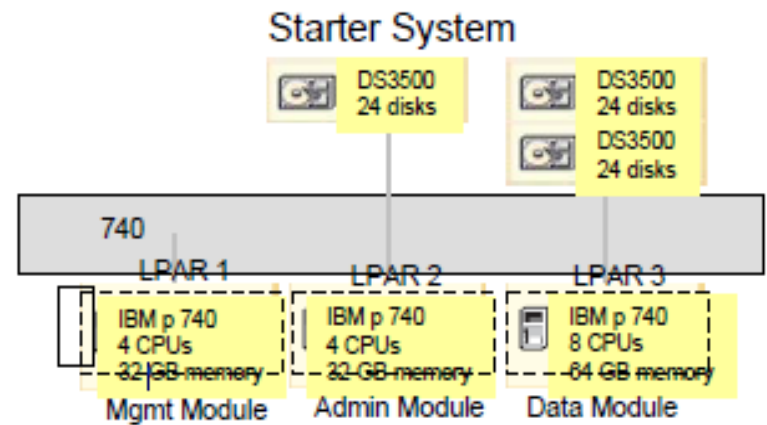 Starter System
DS3500
24 disks
DS3500
24 disks
DS3500
24 disks
740
LPAR 1
LPAR 2
LPAR 3
IBM p 740
4 CPUs
32 GB memory
IBM p 740
4 CPUs
32 GB memory
IBM p 740
8 CPUs
64 GB memory
Mgmt Module
Admin Module
Data Module